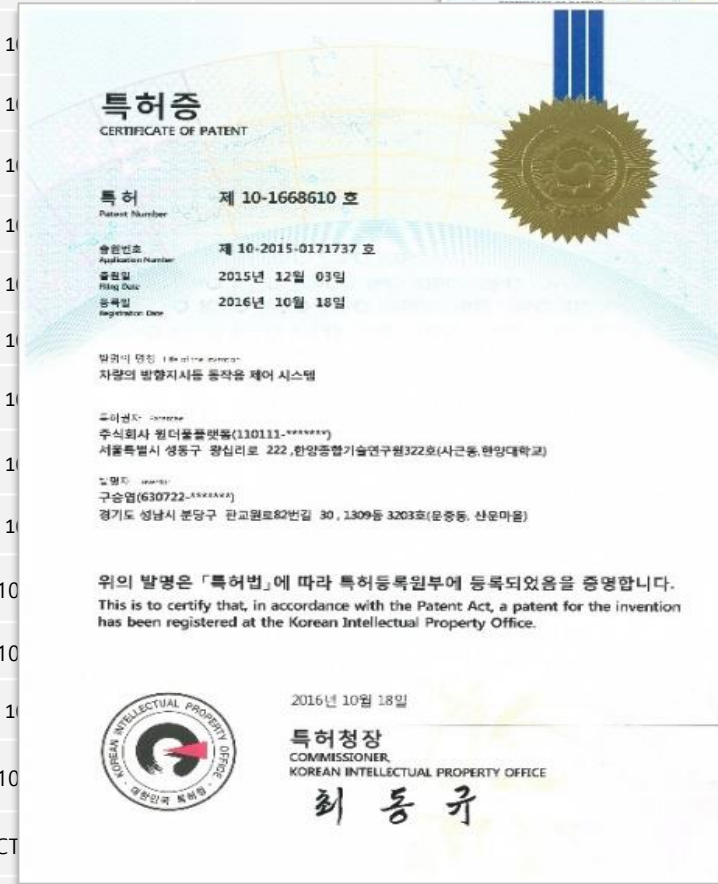 특허증
CERTIFICATE OF PATENT
특 허 제 10-1668610 호
Patent Number
출원번호 제 10-2015-0171737 호
Application Number
출원일 2015년 12월 03일
Filing Date
등록일 2016년 10월 18일
Registration Date
발명의 명칭 Title of the Invention
차량의 방향지시등 동작용 제어 시스템
특허권자 Patentee
주식회사 원더풀플랫폼(110111-*******)
서울특별시 성동구 왕십리로 222 ,한양종합기술연구원322호(사근동,한양대학교)
발명자 Inventor
구승엽(630722-*******)
경기도 성남시 분당구 판교원로82번길 30 , 1309동 3203호(운중동, 산운마을)
위의 발명은 「특허법」에 따라 특허등록원부에 등록되었음을 증명합니다.
This is to certify that, in accordance with the Patent Act, a patent for the invention
has been registered at the Korean Intellectual Property Office.
2016년 10월 18일
특허청장
COMMISSIONER,
KOREAN INTELLECTUAL PROPERTY OFFICE
최 동 규
KOREAN INTELLECTUAL PROPERTY OFFICE
대한민국 특허청